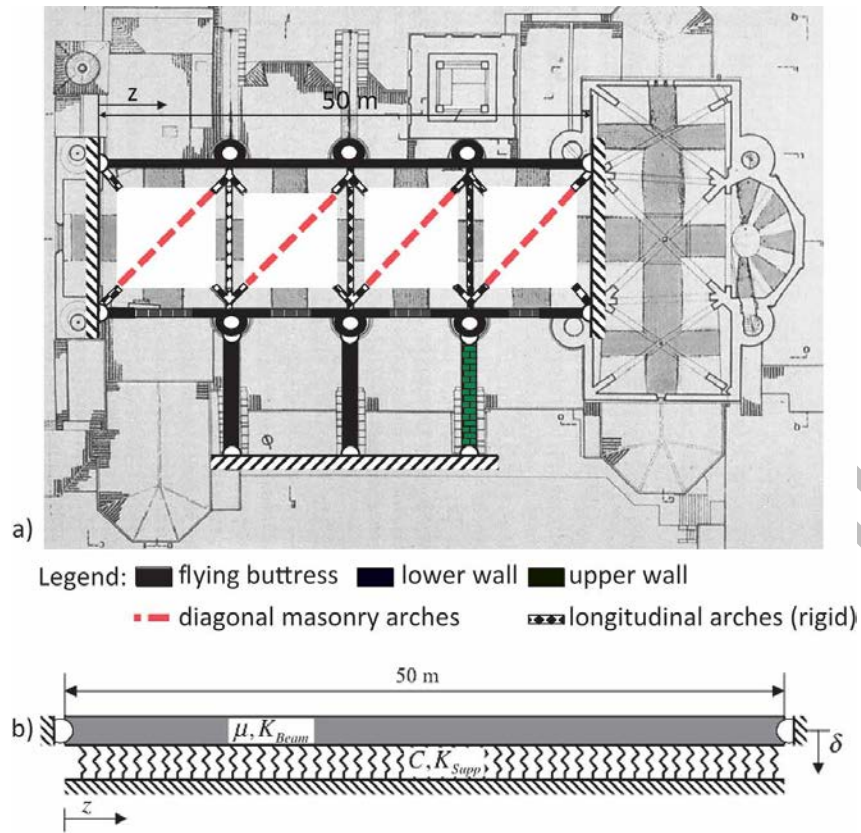 z
50 m
a)
Legend: flying buttress lower wall upper wall
diagonal masonry arches longitudinal arches (rigid)
50 m
b)
μ, K_Beam
δ
C, K_Supp
z